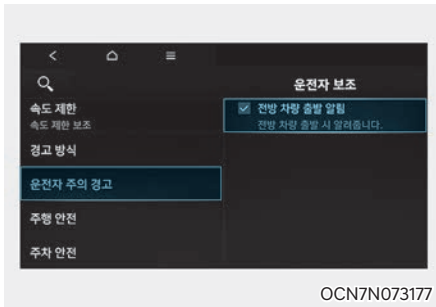 운전자 보조
속도 제한
속도 제한 보조
경고 방식
운전자 주의 경고
주행 안전
주차 안전
전방 차량 출발 알림
전방 차량 출발 시 알려줍니다.
OCN7N073177